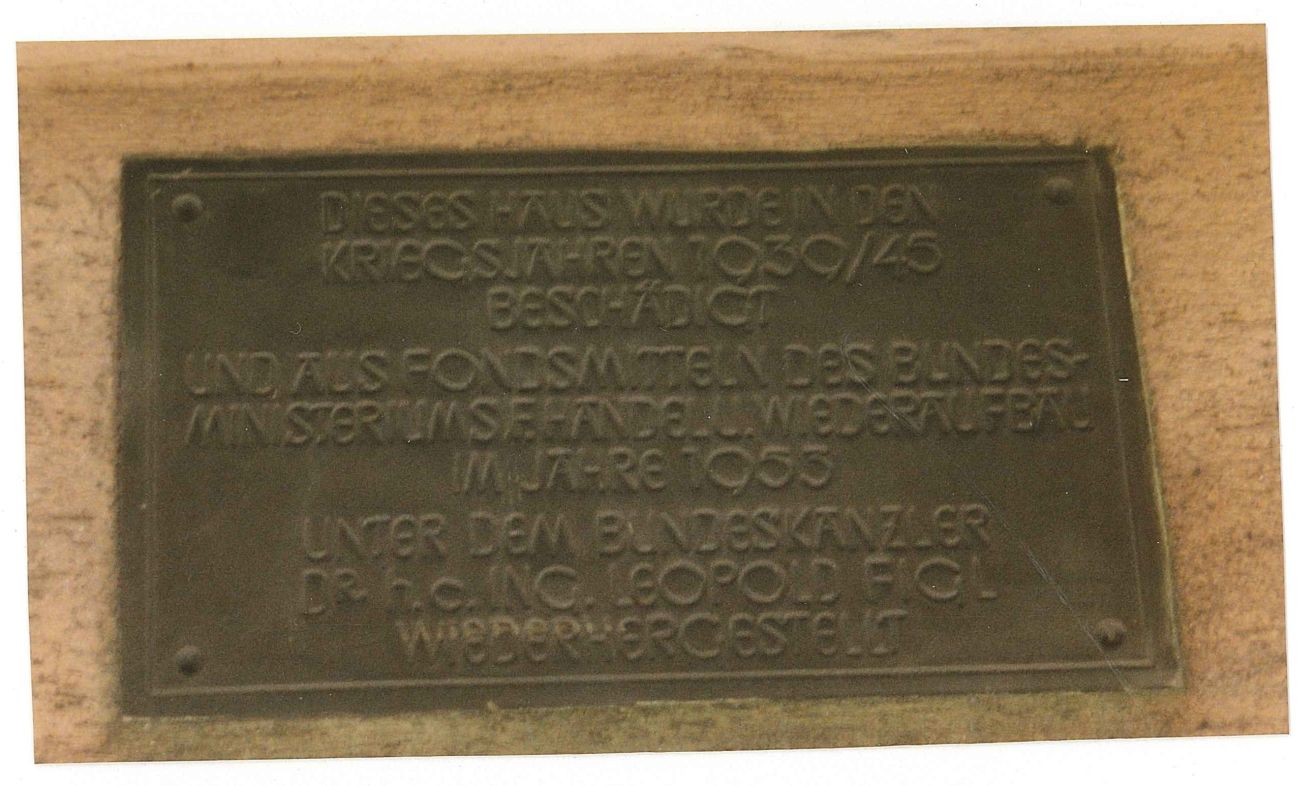 DIESES HAUS WURDE IN DEN
KRIEGSJAHREN 1939/45
BESCHÄDIGT
UND AUS FONDSMITTELN DES BUNDES-
MINISTERIUMS F. HANDEL U. WIEDERAUFBAU
IM JAHRE 1953
UNTER DEM BUNDESKANZLER
DR. h.c. ING. LEOPOLD FIGL
WIEDERHERGESTELLT